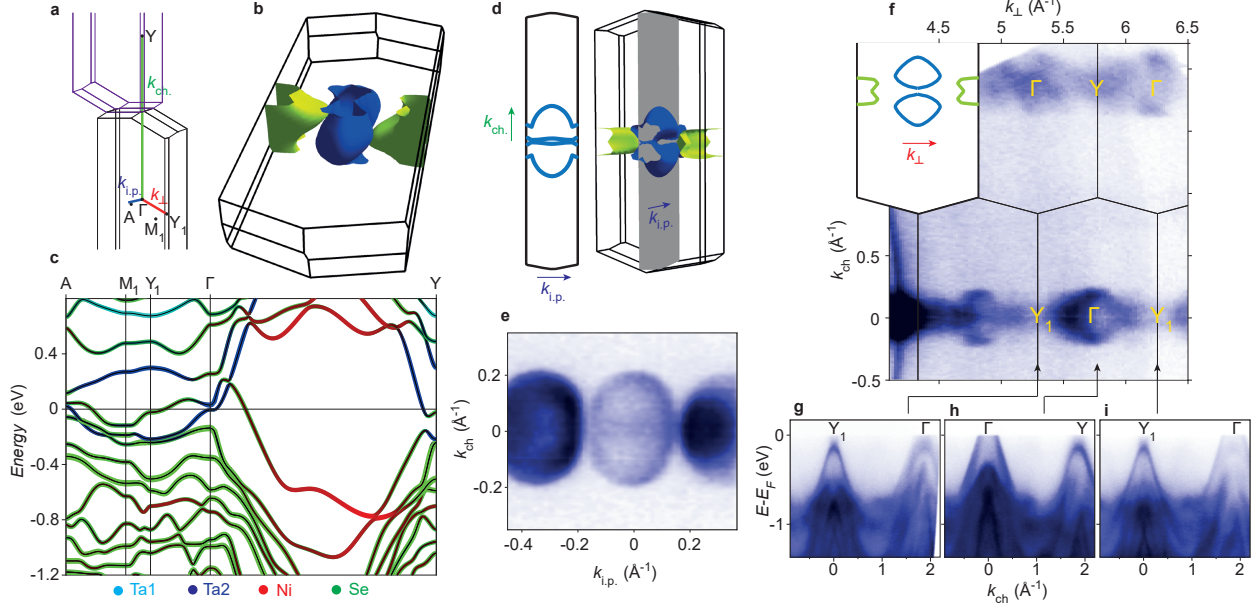 a
Y
k_ch.
k_i.p.
k_⊥
A
Γ
M_1
Y_1
b
c
A M_1 Y_1 Γ Y
Energy (eV)
0.4
0
-0.4
-0.8
-1.2
Ta1 Ta2 Ni Se
d
k_ch.
k_i.p.
k_i.p.
e
k_ch (Å⁻¹)
0.2
0
-0.2
-0.4 -0.2 0 0.2
k_i.p. (Å⁻¹)
f
k_⊥ (Å⁻¹)
4.5 5 5.5 6 6.5
Γ Y Γ
k_⊥
k_ch (Å⁻¹)
0.5
0
-0.5
Y_1 Γ Y_1
g h i
Y_1 Γ Γ Y Y_1 Γ
E-E_F (eV)
0
-1
0 1 2 0 1 2 0 1 2
k_ch (Å⁻¹)